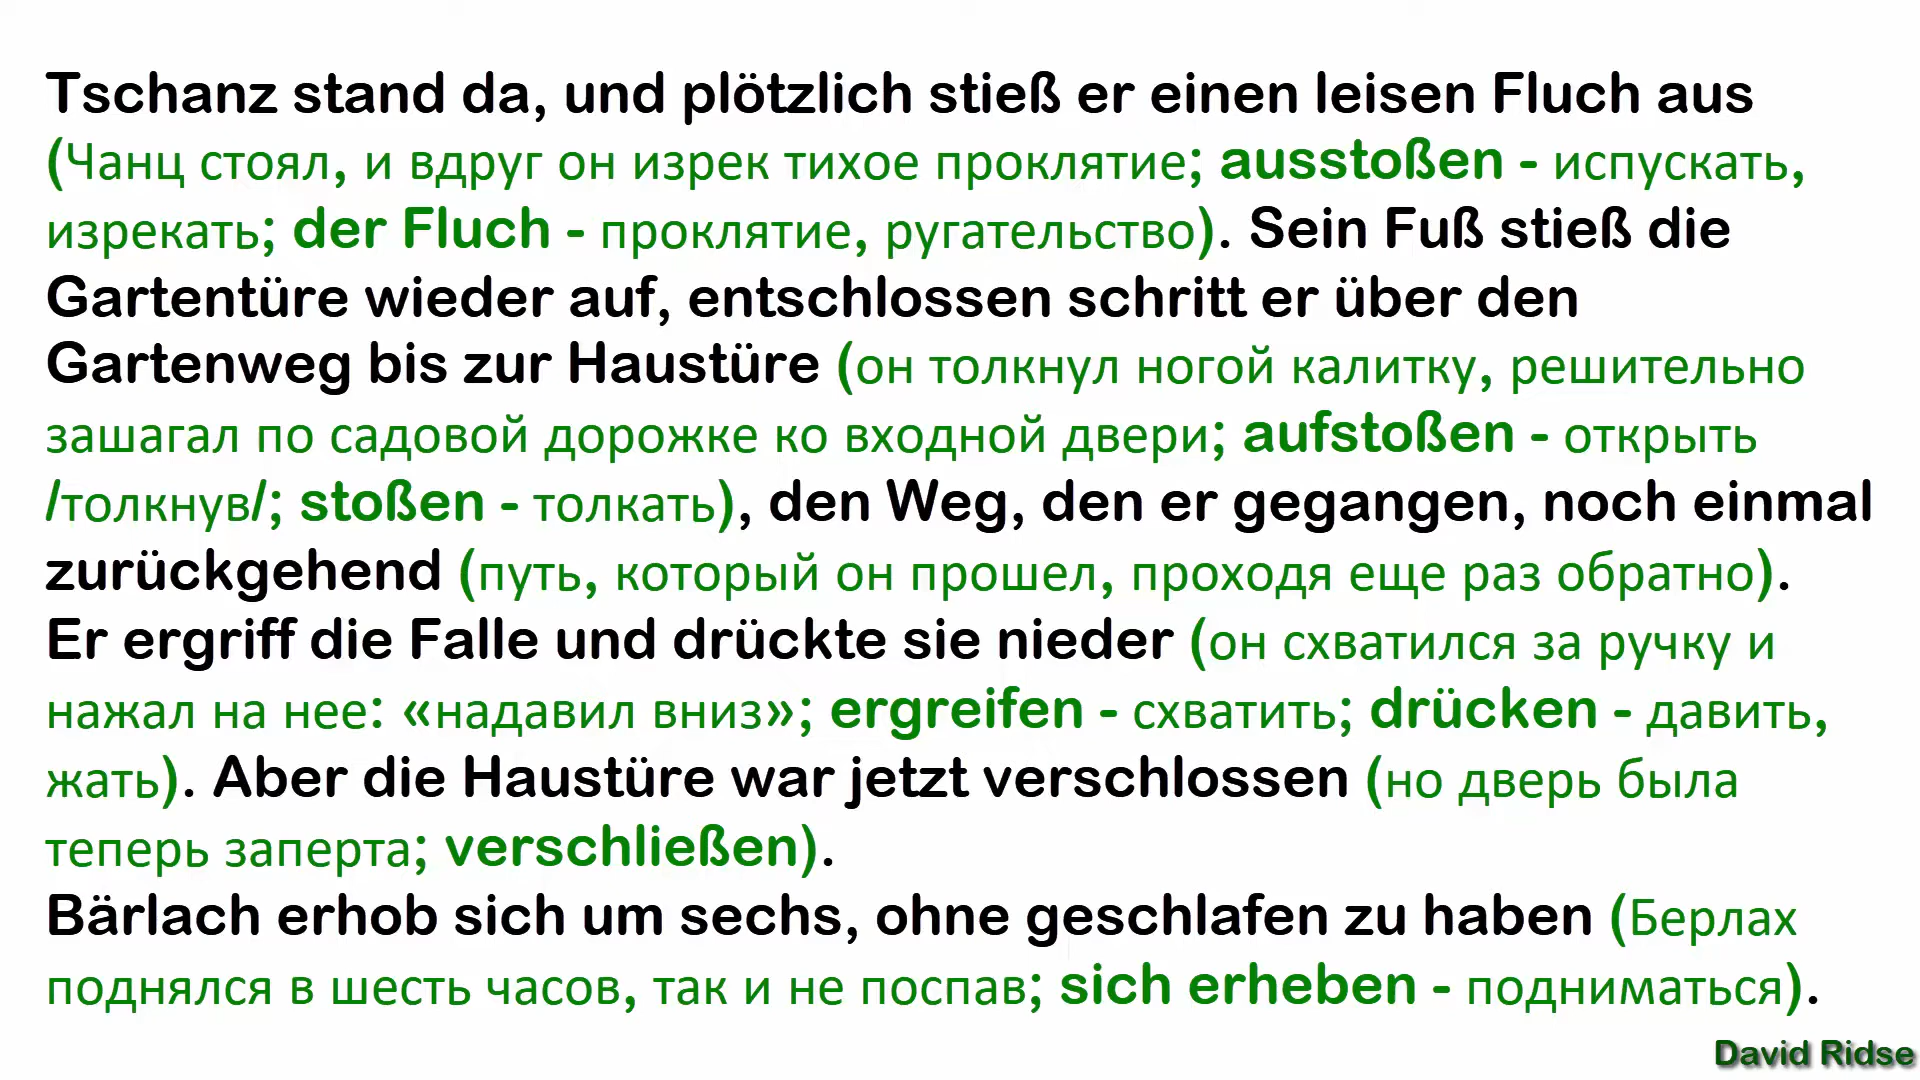 Tschanz stand da, und plötzlich stieß er einen leisen Fluch aus
(Чанц стоял, и вдруг он изрек тихое проклятие; ausstoßen - испускать,
изрекать; der Fluch - проклятие, ругательство). Sein Fuß stieß die
Gartentüre wieder auf, entschlossen schritt er über den
Gartenweg bis zur Haustüre (он толкнул ногой калитку, решительно
зашагал по садовой дорожке ко входной двери; aufstoßen - открыть
/толкнув/; stoßen - толкать), den Weg, den er gegangen, noch einmal
zurückgehend (путь, который он прошел, проходя еще раз обратно).
Er ergriff die Falle und drückte sie nieder (он схватился за ручку и
нажал на нее: «надавил вниз»; ergreifen - схватить; drücken - давить,
жать). Aber die Haustüre war jetzt verschlossen (но дверь была
теперь заперта; verschließen).
Bärlach erhob sich um sechs, ohne geschlafen zu haben (Берлах
поднялся в шесть часов, так и не поспав; sich erheben - подниматься).
David Ridse